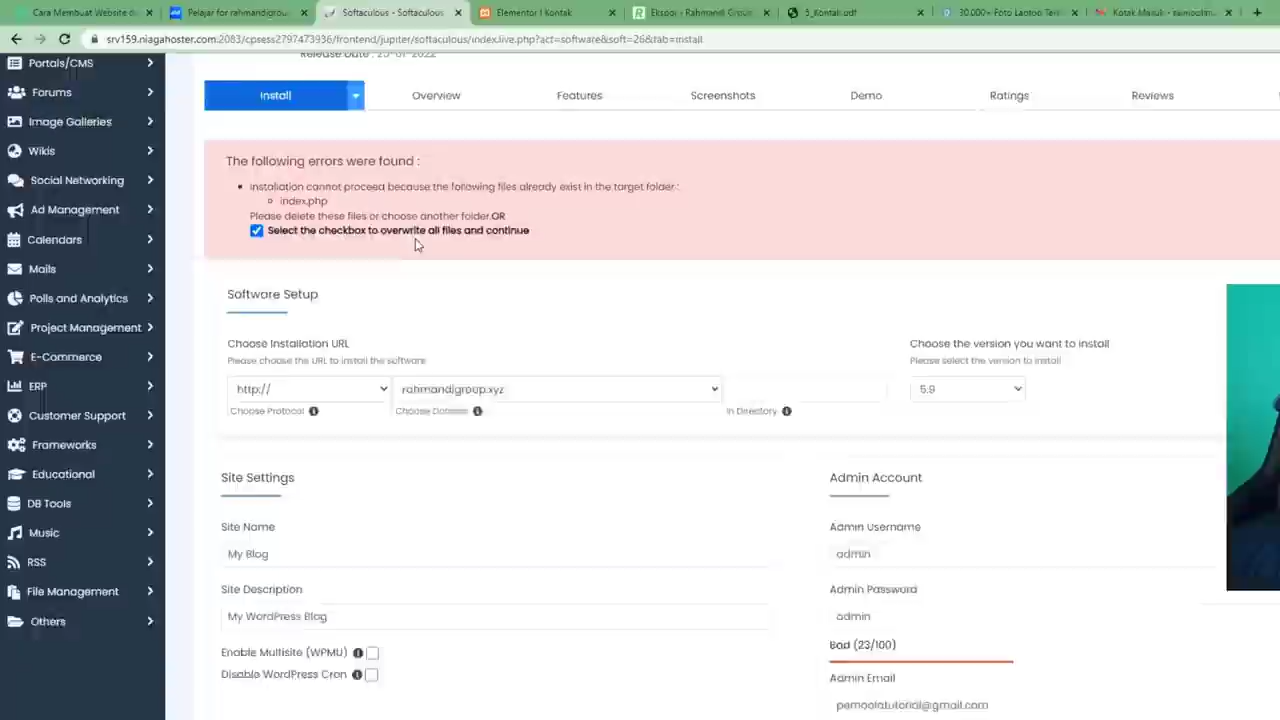 Cara Membuat Website du
Pelajar for rahmandigroup
Softaculous - Softaculous
Elementor | Kontak
Ekspor - Rahmandi Group
5_Kontak.pdf
30.000+ Foto Laptop Ter
Kotak Masuk -
srv159.niagahoster.com:2083/cpsess2797473936/frontend/jupiter/softaculous/index.live.php?act=software&soft=26&tab=install
Release Date : 25-01-2022
Portals/CMS
Forums
Image Galleries
Wikis
Social Networking
Ad Management
Calendars
Mails
Polls and Analytics
Project Management
E-Commerce
ERP
Customer Support
Frameworks
Educational
DB Tools
Music
RSS
File Management
Others
Install
Overview
Features
Screenshots
Demo
Ratings
Reviews
The following errors were found :
Installation cannot proceed because the following files already exist in the target folder :
index.php
Please delete these files or choose another folder.OR
Select the checkbox to overwrite all files and continue
Software Setup
Choose Installation URL
Please choose the URL to install the software
http://
rahmandigroup.xyz
Choose Protocol
Choose Domain
In Directory
Choose the version you want to install
Please select the version to install
5.9
Site Settings
Site Name
My Blog
Site Description
My WordPress Blog
Enable Multisite (WPMU)
Disable WordPress Cron
Admin Account
Admin Username
admin
Admin Password
admin
Bad (23/100)
Admin Email
pemoolatutorial@gmail.com